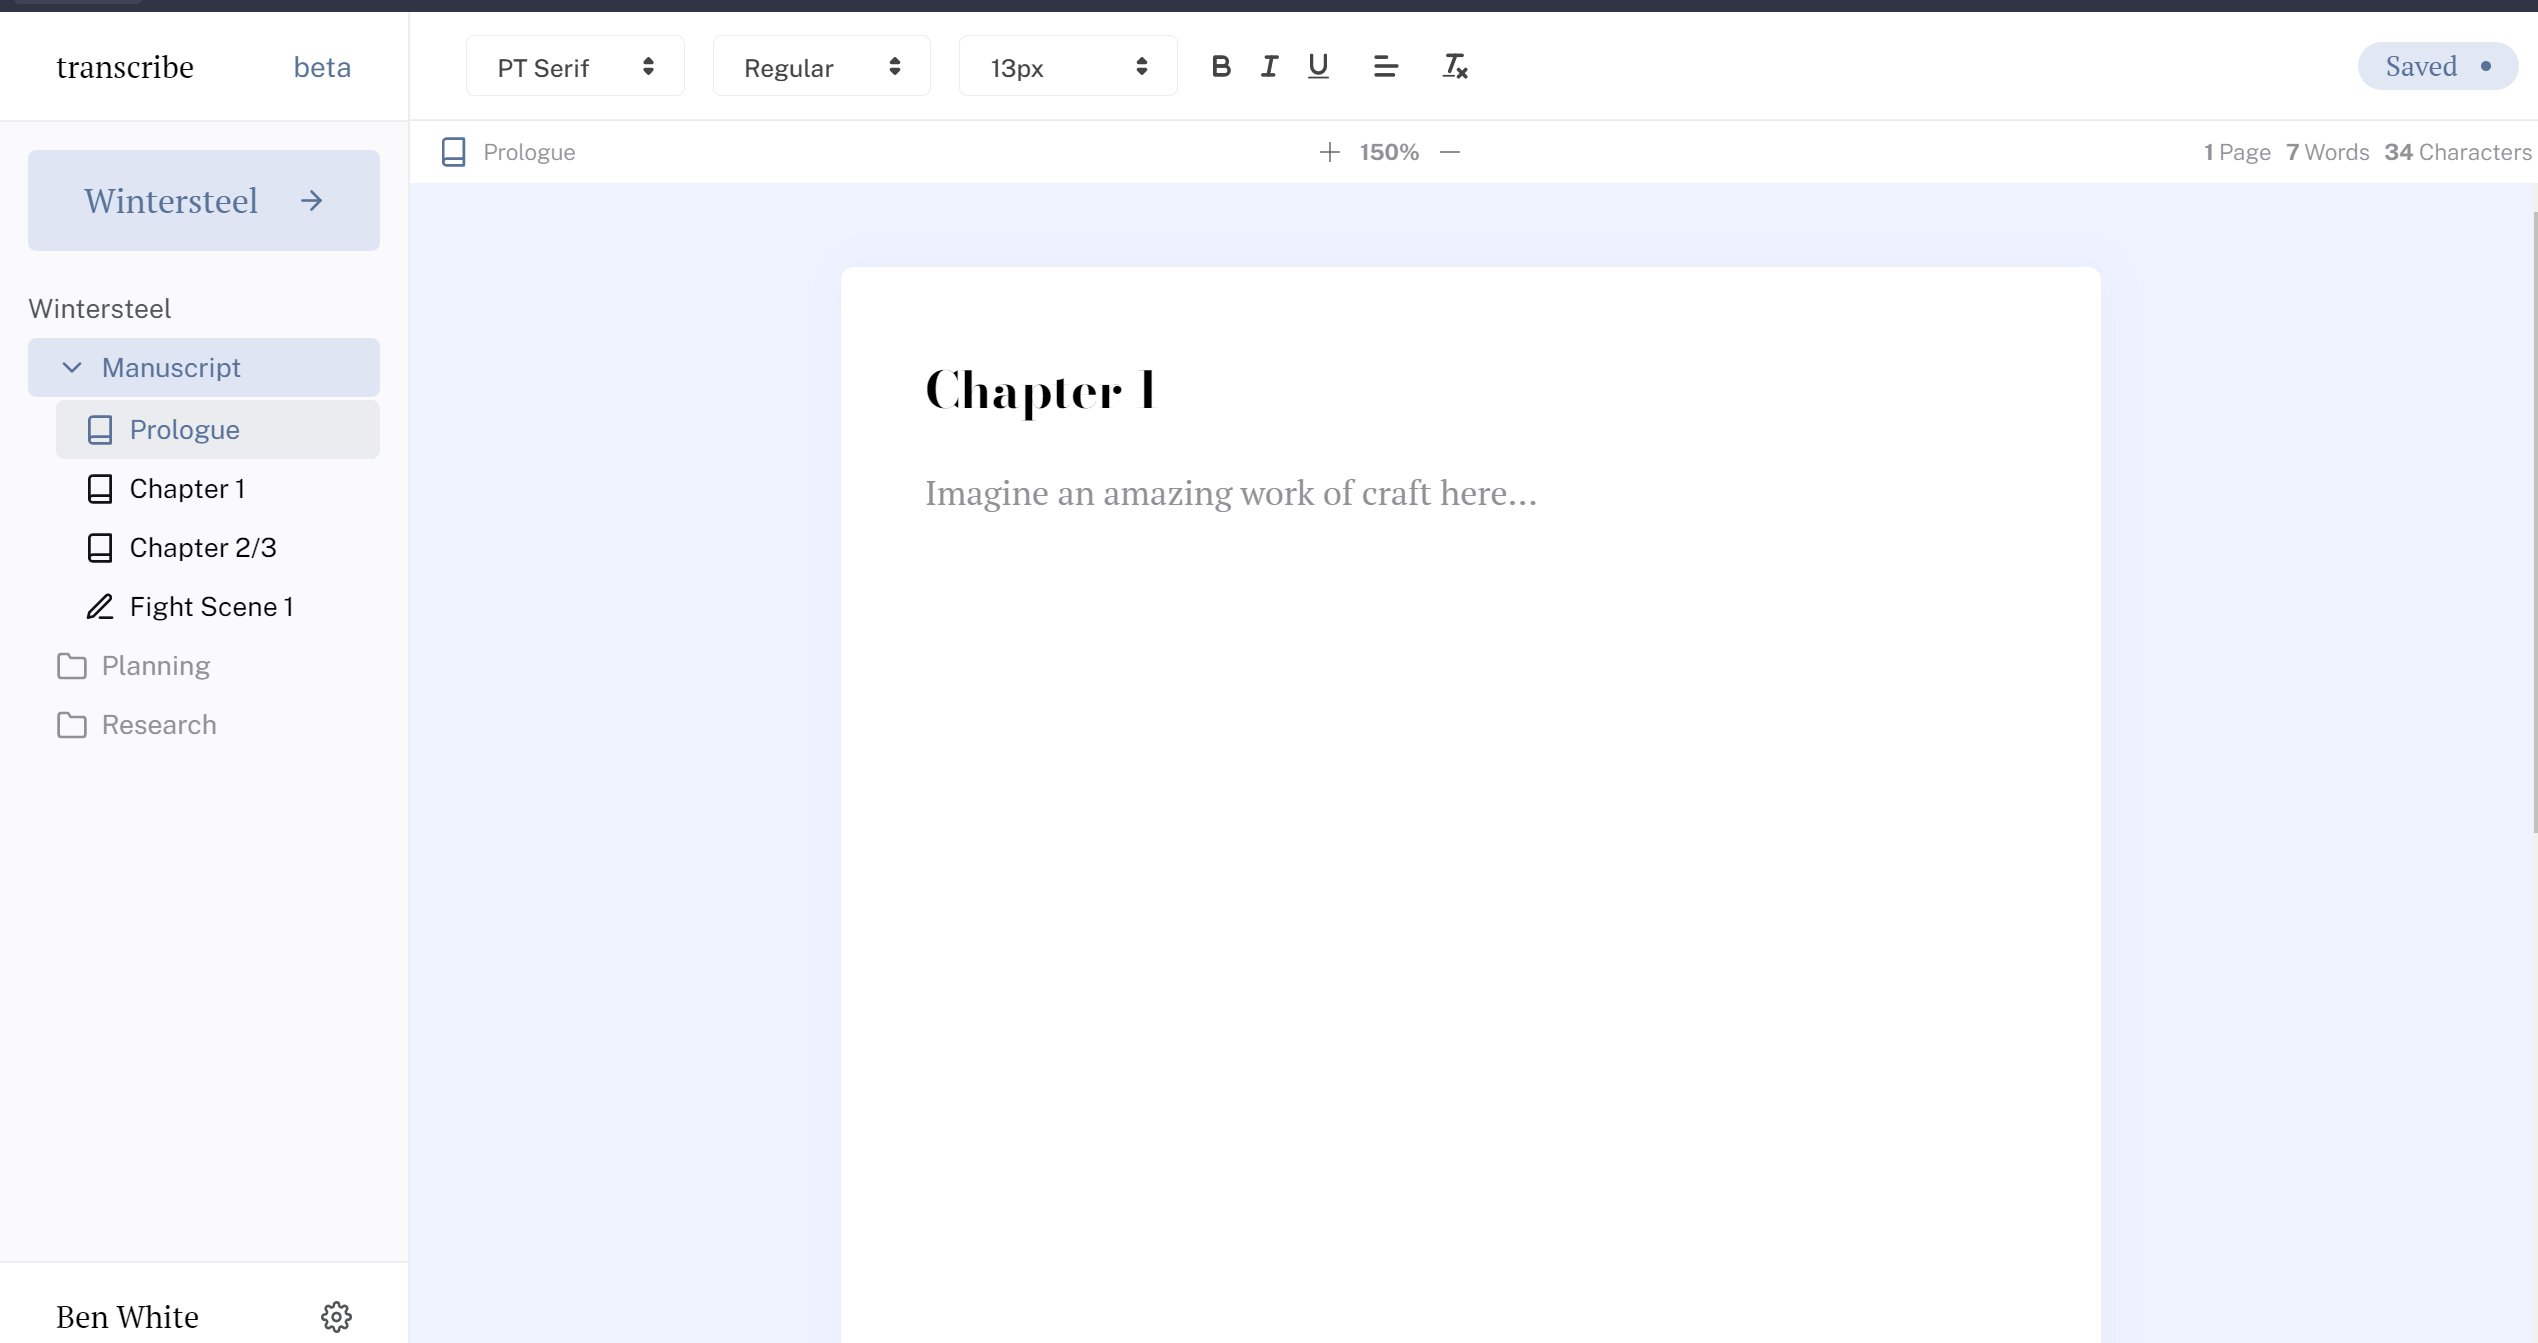 transcribe beta
PT Serif
Regular
13px
B I U
Saved
Prologue
150%
1 Page 7 Words 34 Characters
Wintersteel
Wintersteel
Manuscript
Prologue
Chapter 1
Chapter 2/3
Fight Scene 1
Planning
Research
Ben White
Chapter 1
Imagine an amazing work of craft here...